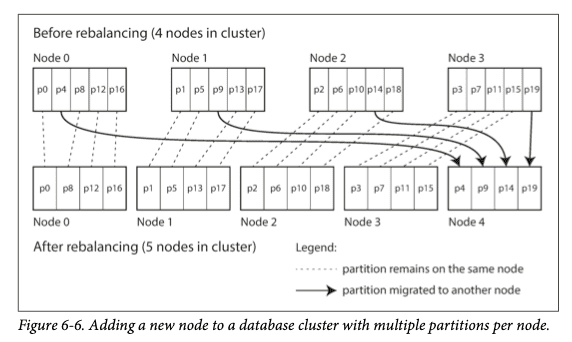 Before rebalancing (4 nodes in cluster)
Node 0 Node 1 Node 2 Node 3
p0 p4 p8 p12 p16 p1 p5 p9 p13 p17 p2 p6 p10 p14 p18 p3 p7 p11 p15 p19
p0 p8 p12 p16 p1 p5 p13 p17 p2 p6 p10 p18 p3 p7 p11 p15 p4 p9 p14 p19
Node 0 Node 1 Node 2 Node 3 Node 4
After rebalancing (5 nodes in cluster)
Legend:
partition remains on the same node
partition migrated to another node
Figure 6-6. Adding a new node to a database cluster with multiple partitions per node.